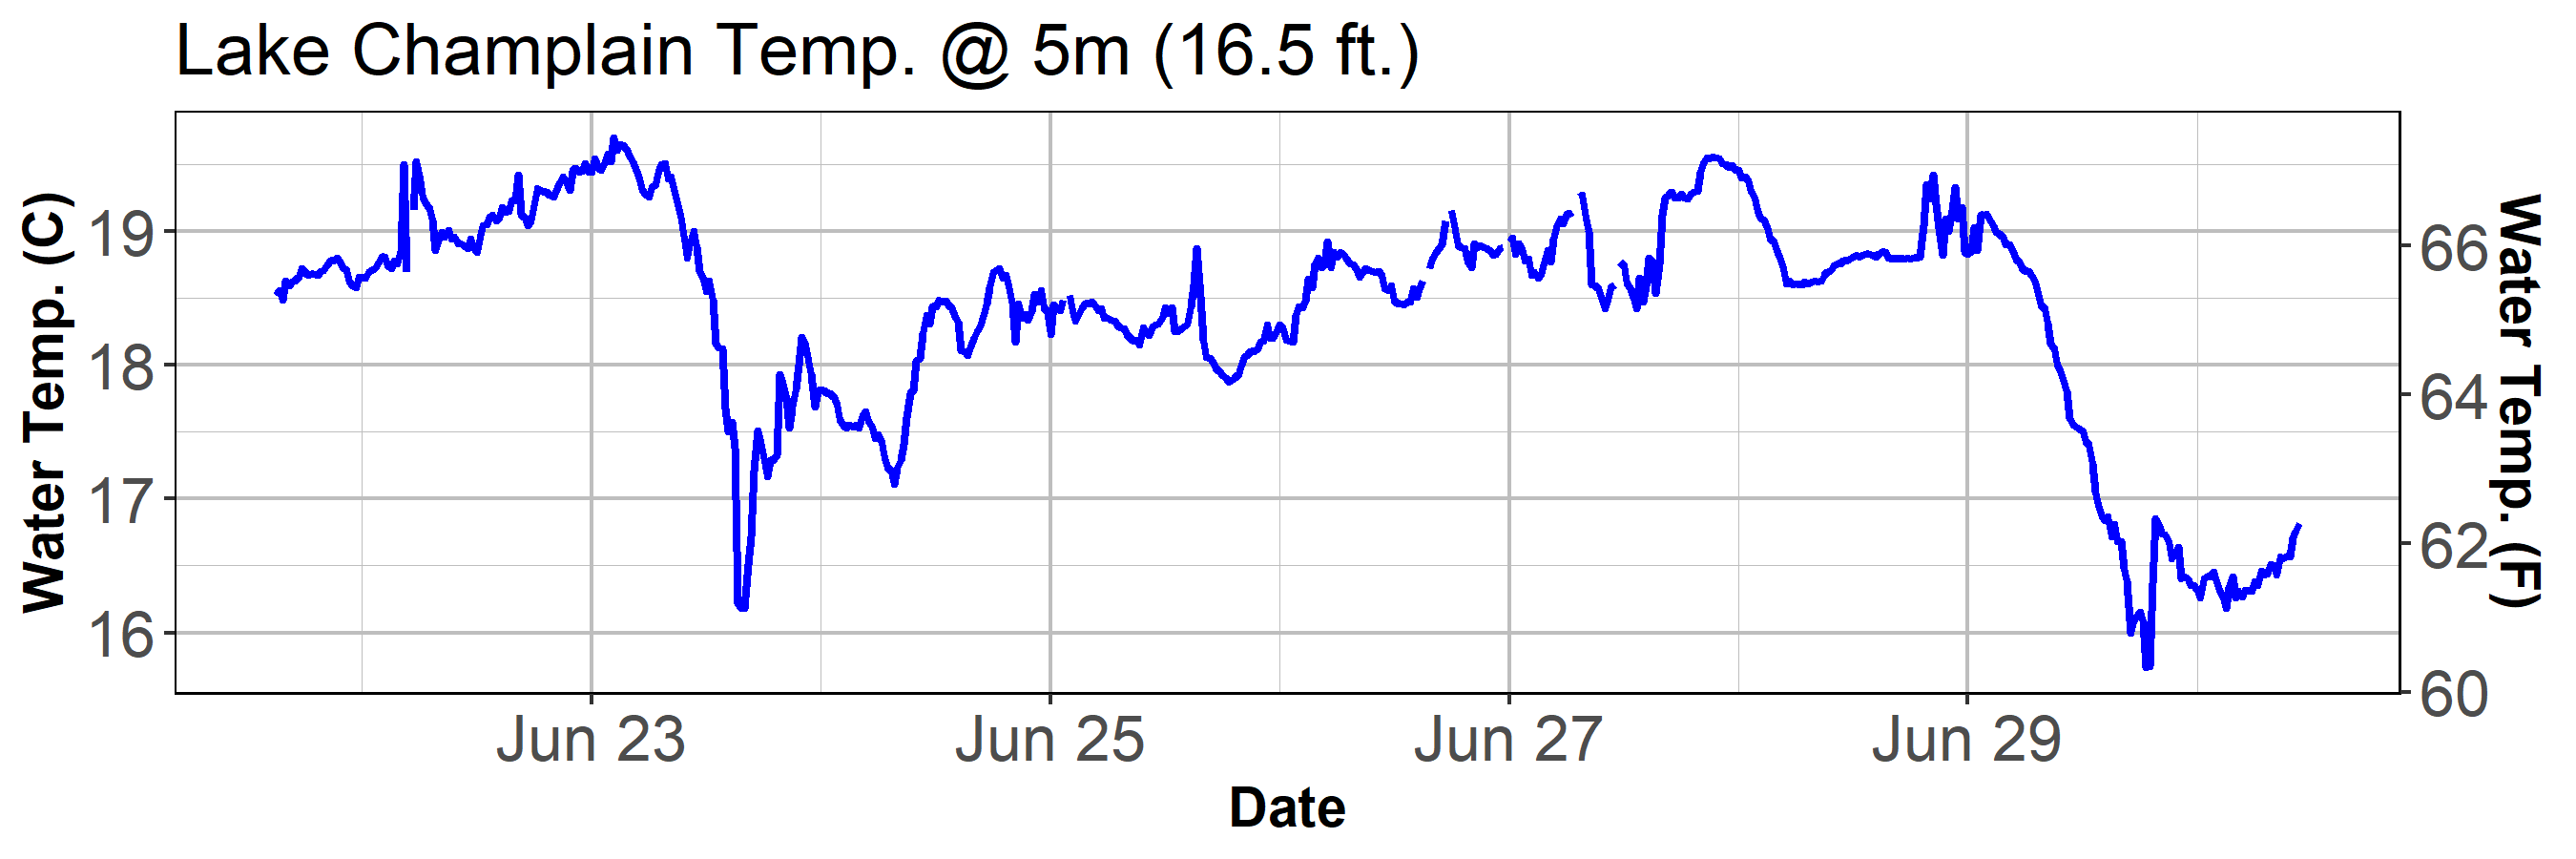 Lake Champlain Temp. @ 5m (16.5 ft.)
Water Temp. (C)
19
18
17
16
66
64
62
60
Water Temp. (F)
Jun 23
Jun 25
Jun 27
Jun 29
Date